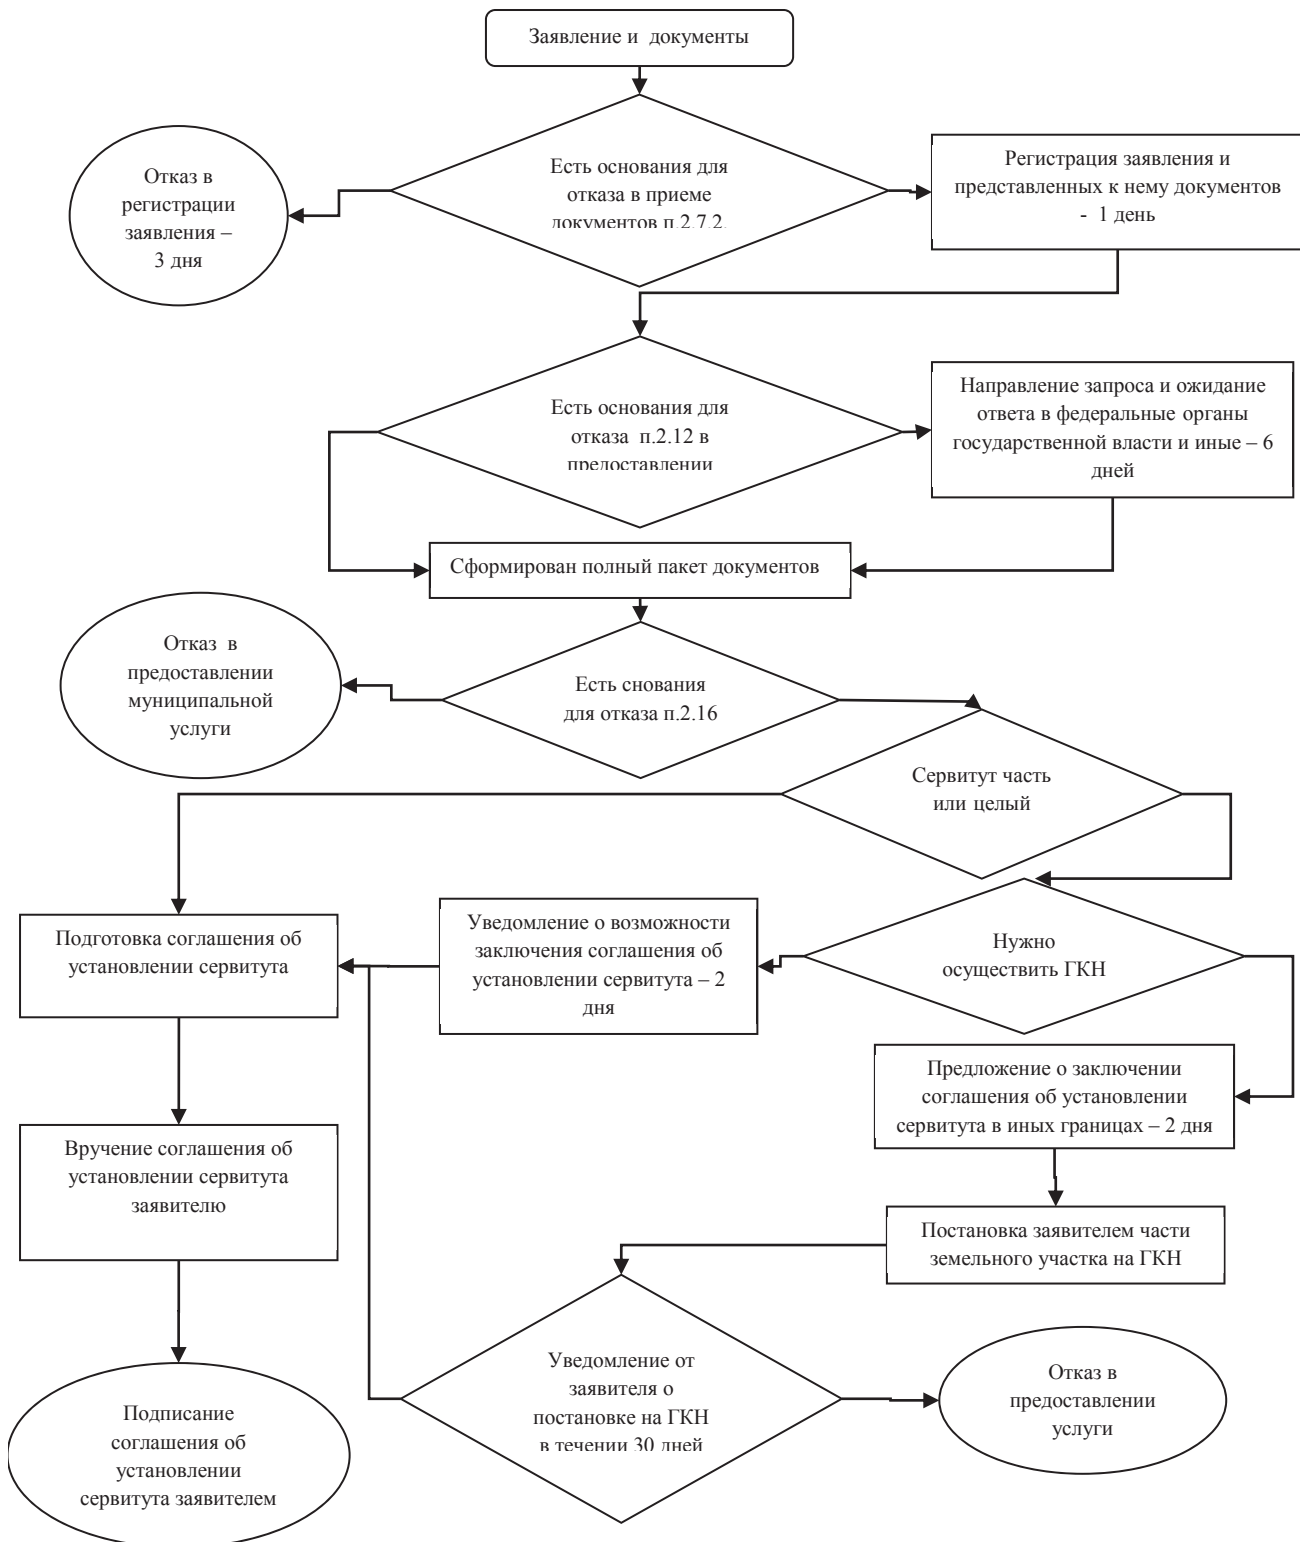 Заявление и документы
Есть основания для
отказа в приеме
документов п.2.7.2.
Отказ в
регистрации
заявления –
3 дня
Регистрация заявления и
представленных к нему документов
- 1 день
Есть основания для
отказа п.2.12 в
предоставлении
Направление запроса и ожидание
ответа в федеральные органы
государственной власти и иные – 6
дней
Сформирован полный пакет документов
Отказ в
предоставлении
муниципальной
услуги
Есть снования
для отказа п.2.16
Сервитут часть
или целый
Подготовка соглашения об
установлении сервитута
Уведомление о возможности
заключения соглашения об
установлении сервитута – 2
дня
Нужно
осуществить ГКН
Предложение о заключении
соглашения об установлении
сервитута в иных границах – 2 дня
Вручение соглашения об
установлении сервитута
заявителю
Постановка заявителем части
земельного участка на ГКН
Уведомление от
заявителя о
постановке на ГКН
в течении 30 дней
Отказ в
предоставлении
услуги
Подписание
соглашения об
установлении
сервитута заявителем